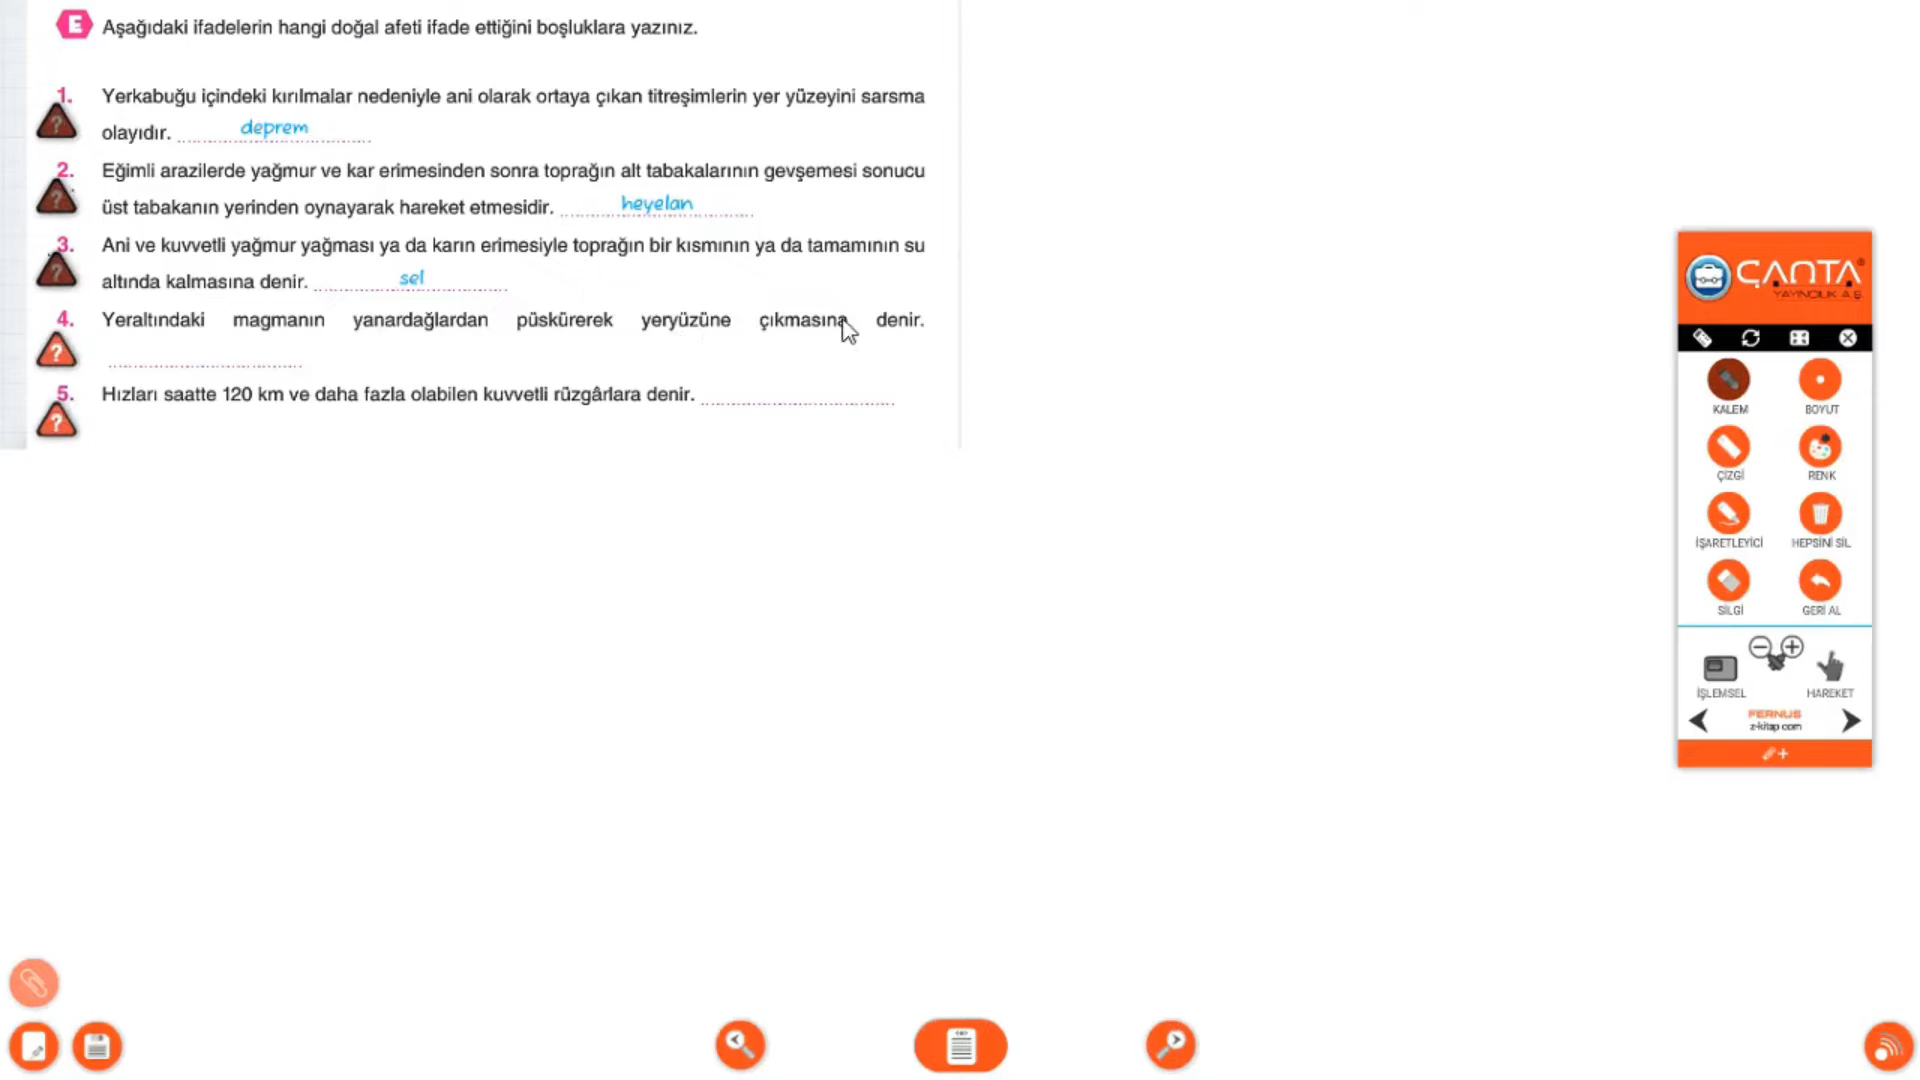 E Aşağıdaki ifadelerin hangi doğal afeti ifade ettiğini boşluklara yazınız.
1. Yerkabuğu içindeki kırılmalar nedeniyle ani olarak ortaya çıkan titreşimlerin yer yüzeyini sarsma
olayıdır. deprem
2. Eğimli arazilerde yağmur ve kar erimesinden sonra toprağın alt tabakalarının gevşemesi sonucu
üst tabakanın yerinden oynayarak hareket etmesidir. heyelan
3. Ani ve kuvvetli yağmur yağması ya da karın erimesiyle toprağın bir kısmının ya da tamamının su
altında kalmasına denir. sel
4. Yeraltındaki magmanın yanardağlardan püskürerek yeryüzüne çıkmasına denir.
5. Hızları saatte 120 km ve daha fazla olabilen kuvvetli rüzgârlara denir.
ÇANTA
YAYINCILIK A.Ş.
KALEM BOYUT
ÇİZGİ RENK
İŞARETLEYİCİ HEPSİNİ SİL
SİLGİ GERİ AL
İŞLEMSEL HAREKET
FERNUS
z-kitap.com